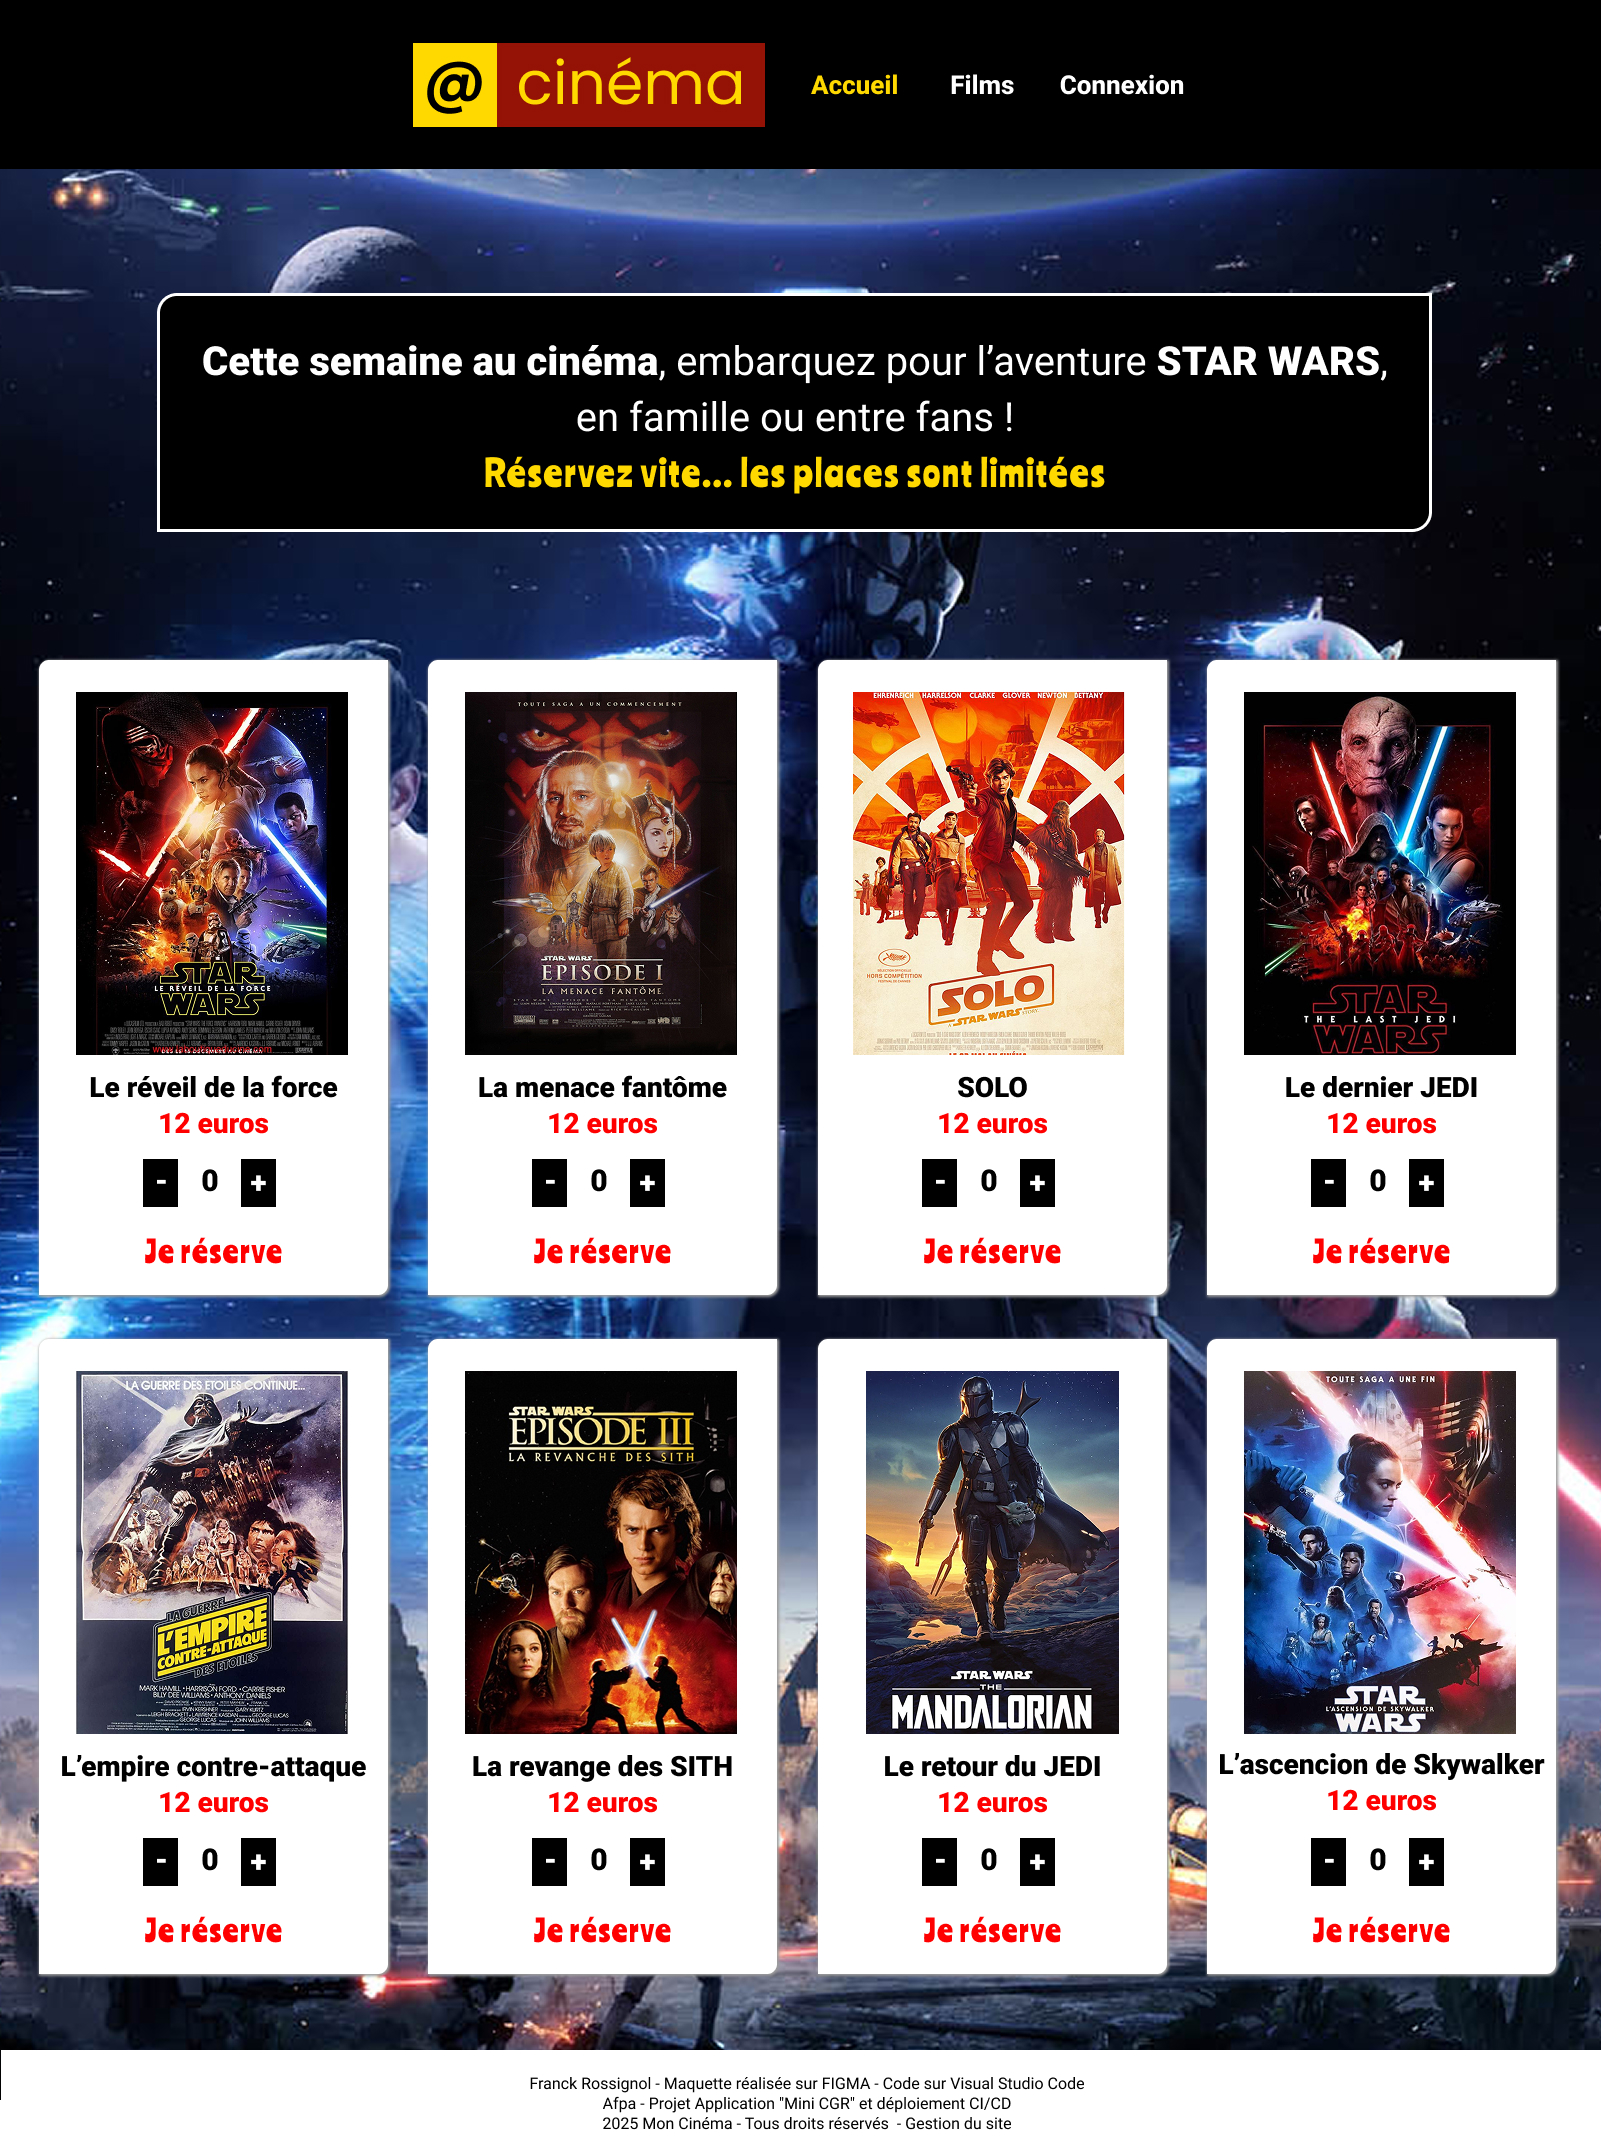 @ cinéma
Accueil Films Connexion
Cette semaine au cinéma, embarquez pour l’aventure STAR WARS,
en famille ou entre fans !
Réservez vite... les places sont limitées
STAR
LE RÉVEIL DE LA FORCE
WARS
Le réveil de la force
12 euros
- 0 +
Je réserve
TOUTE SAGA A UN COMMENCEMENT
STAR WARS
EPISODE I
LA MENACE FANTÔME
La menace fantôme
12 euros
- 0 +
Je réserve
EHRENREICH HARRELSON CLARKE GLOVER NEWTON BETTANY
HORS COMPÉTITION
SOLO
A STAR WARS STORY
SOLO
12 euros
- 0 +
Je réserve
STAR
THE LAST JEDI
WARS
Le dernier JEDI
12 euros
- 0 +
Je réserve
LA GUERRE DES ETOILES CONTINUE...
LA GUERRE
L'EMPIRE
CONTRE-ATTAQUE
DES ETOILES
MARK HAMILL • HARRISON FORD • CARRIE FISHER
BILLY DEE WILLIAMS • ANTHONY DANIELS
L’empire contre-attaque
12 euros
- 0 +
Je réserve
STAR WARS
EPISODE III
LA REVANCHE DES SITH
La revange des SITH
12 euros
- 0 +
Je réserve
STAR WARS
THE
MANDALORIAN
Le retour du JEDI
12 euros
- 0 +
Je réserve
TOUTE SAGA A UNE FIN
STAR
L'ASCENSION DE SKYWALKER
WARS
L’ascencion de Skywalker
12 euros
- 0 +
Je réserve
Franck Rossignol - Maquette réalisée sur FIGMA - Code sur Visual Studio Code
Afpa - Projet Application "Mini CGR" et déploiement CI/CD
2025 Mon Cinéma - Tous droits réservés - Gestion du site